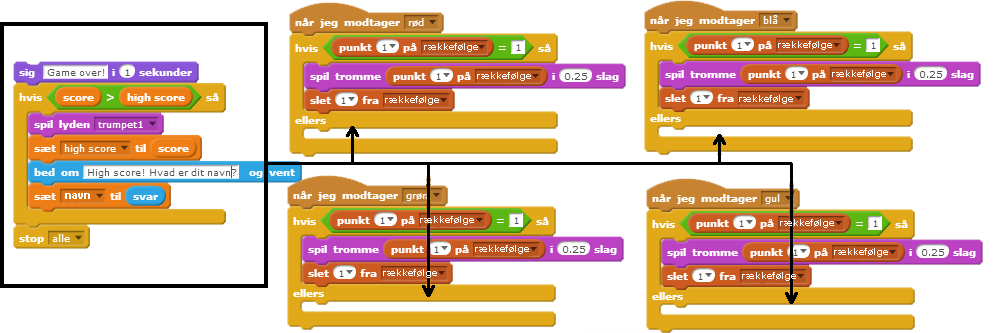 sig Game over! i 1 sekunder
hvis score > high score så
spil lyden trumpet1
sæt high score til score
bed om High score! Hvad er dit navn? og vent
sæt navn til svar
stop alle
når jeg modtager rød
hvis punkt 1 på rækkefølge = 1 så
spil tromme punkt 1 på rækkefølge i 0.25 slag
slet 1 fra rækkefølge
ellers
når jeg modtager blå
hvis punkt 1 på rækkefølge = 1 så
spil tromme punkt 1 på rækkefølge i 0.25 slag
slet 1 fra rækkefølge
ellers
når jeg modtager grøn
hvis punkt 1 på rækkefølge = 1 så
spil tromme punkt 1 på rækkefølge i 0.25 slag
slet 1 fra rækkefølge
ellers
når jeg modtager gul
hvis punkt 1 på rækkefølge = 1 så
spil tromme punkt 1 på rækkefølge i 0.25 slag
slet 1 fra rækkefølge
ellers